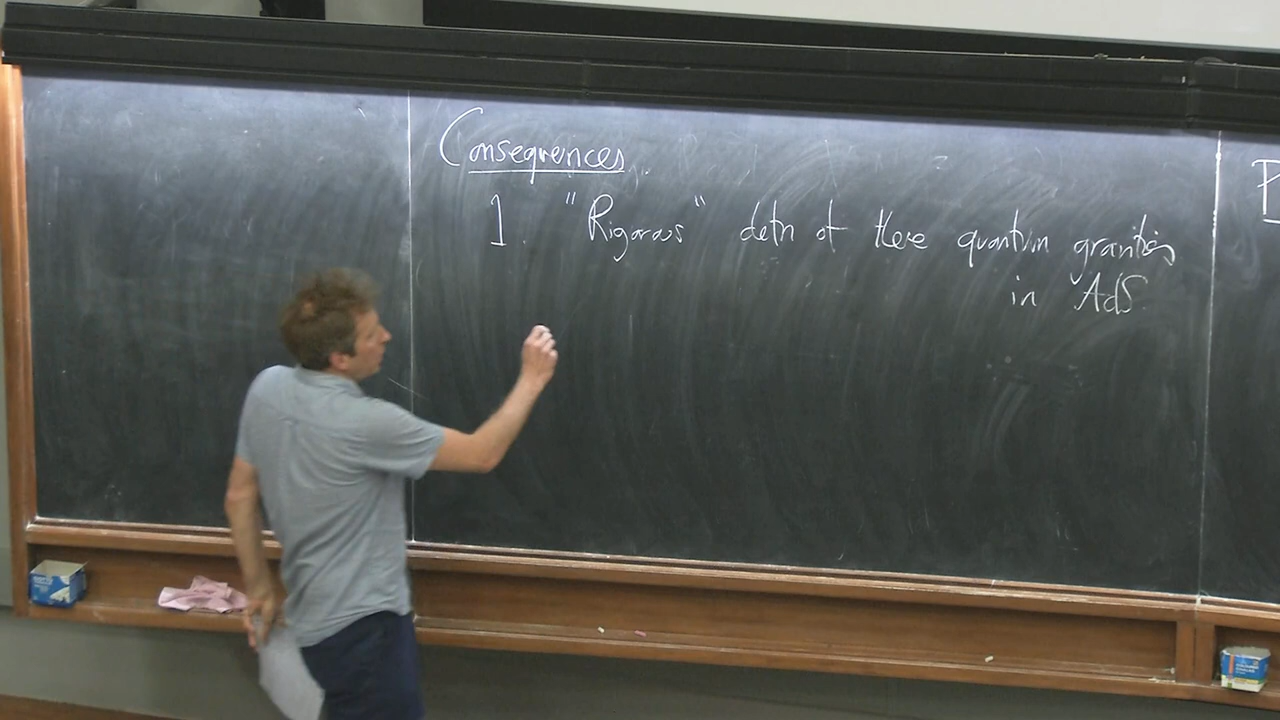 Consequences
1. "Rigorous" defn of these quantum gravities
in AdS